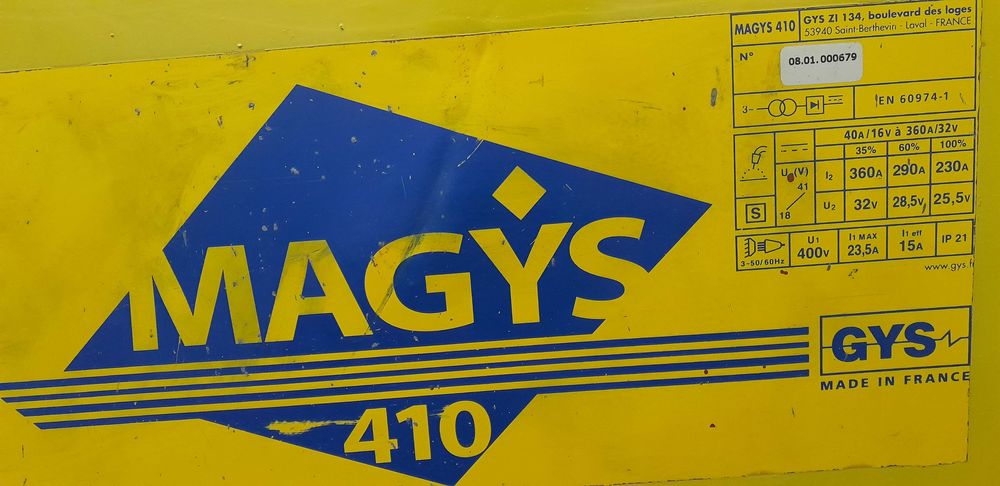 MAGYS
410
MAGYS 410
GYS ZI 134, boulevard des loges
53940 Saint-Berthevin - Laval - FRANCE
N° 08.01.000679
3~ EN 60974-1
40A/16V à 360A/32V
35% 60% 100%
U0(V) I2 360A 290A 230A
41
S 18 U2 32V 28,5V 25,5V
3~50/60Hz U1 400V I1 MAX 23,5A I1 eff 15A IP 21
www.gys.f
GYS
MADE IN FRANCE